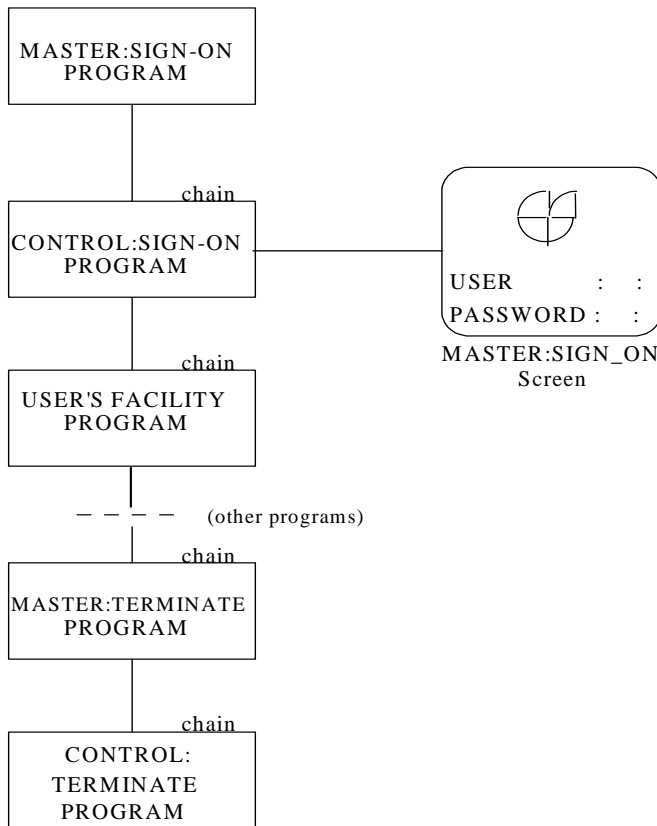 MASTER:SIGN-ON
PROGRAM
chain
CONTROL:SIGN-ON
PROGRAM
USER : :
PASSWORD : :
MASTER:SIGN_ON
Screen
chain
USER'S FACILITY
PROGRAM
(other programs)
chain
MASTER:TERMINATE
PROGRAM
chain
CONTROL:
TERMINATE
PROGRAM